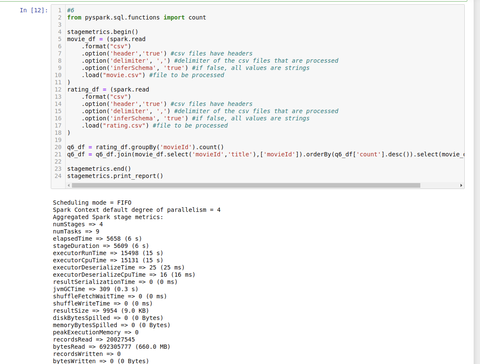 In [12]:
1 #6
2 from pyspark.sql.functions import count
3
4 stagemetrics.begin()
5 movie_df = (spark.read
6 .format("csv")
7 .option('header','true') #csv files have headers
8 .option('delimiter', ',') #delimiter of the csv files that are processed
9 .option('inferSchema', 'true') #if false, all values are strings
10 .load("movie.csv") #file to be processed
11 )
12 rating_df = (spark.read
13 .format("csv")
14 .option('header','true') #csv files have headers
15 .option('delimiter', ',') #delimiter of the csv files that are processed
16 .option('inferSchema', 'true') #if false, all values are strings
17 .load("rating.csv") #file to be processed
18 )
19
20 q6_df = rating_df.groupBy('movieId').count()
21 q6_df = q6_df.join(movie_df.select('movieId','title'),['movieId']).orderBy(q6_df['count'].desc()).select(movie_
22
23 stagemetrics.end()
24 stagemetrics.print_report()
Scheduling mode = FIFO
Spark Context default degree of parallelism = 4
Aggregated Spark stage metrics:
numStages => 4
numTasks => 9
elapsedTime => 5658 (6 s)
stageDuration => 5609 (6 s)
executorRunTime => 15498 (15 s)
executorCpuTime => 15131 (15 s)
executorDeserializeTime => 25 (25 ms)
executorDeserializeCpuTime => 16 (16 ms)
resultSerializationTime => 0 (0 ms)
jvmGCTime => 309 (0.3 s)
shuffleFetchWaitTime => 0 (0 ms)
shuffleWriteTime => 0 (0 ms)
resultSize => 9954 (9.0 KB)
diskBytesSpilled => 0 (0 Bytes)
memoryBytesSpilled => 0 (0 Bytes)
peakExecutionMemory => 0
recordsRead => 20027545
bytesRead => 692305777 (660.0 MB)
recordsWritten => 0
bytesWritten => 0 (0 Bytes)